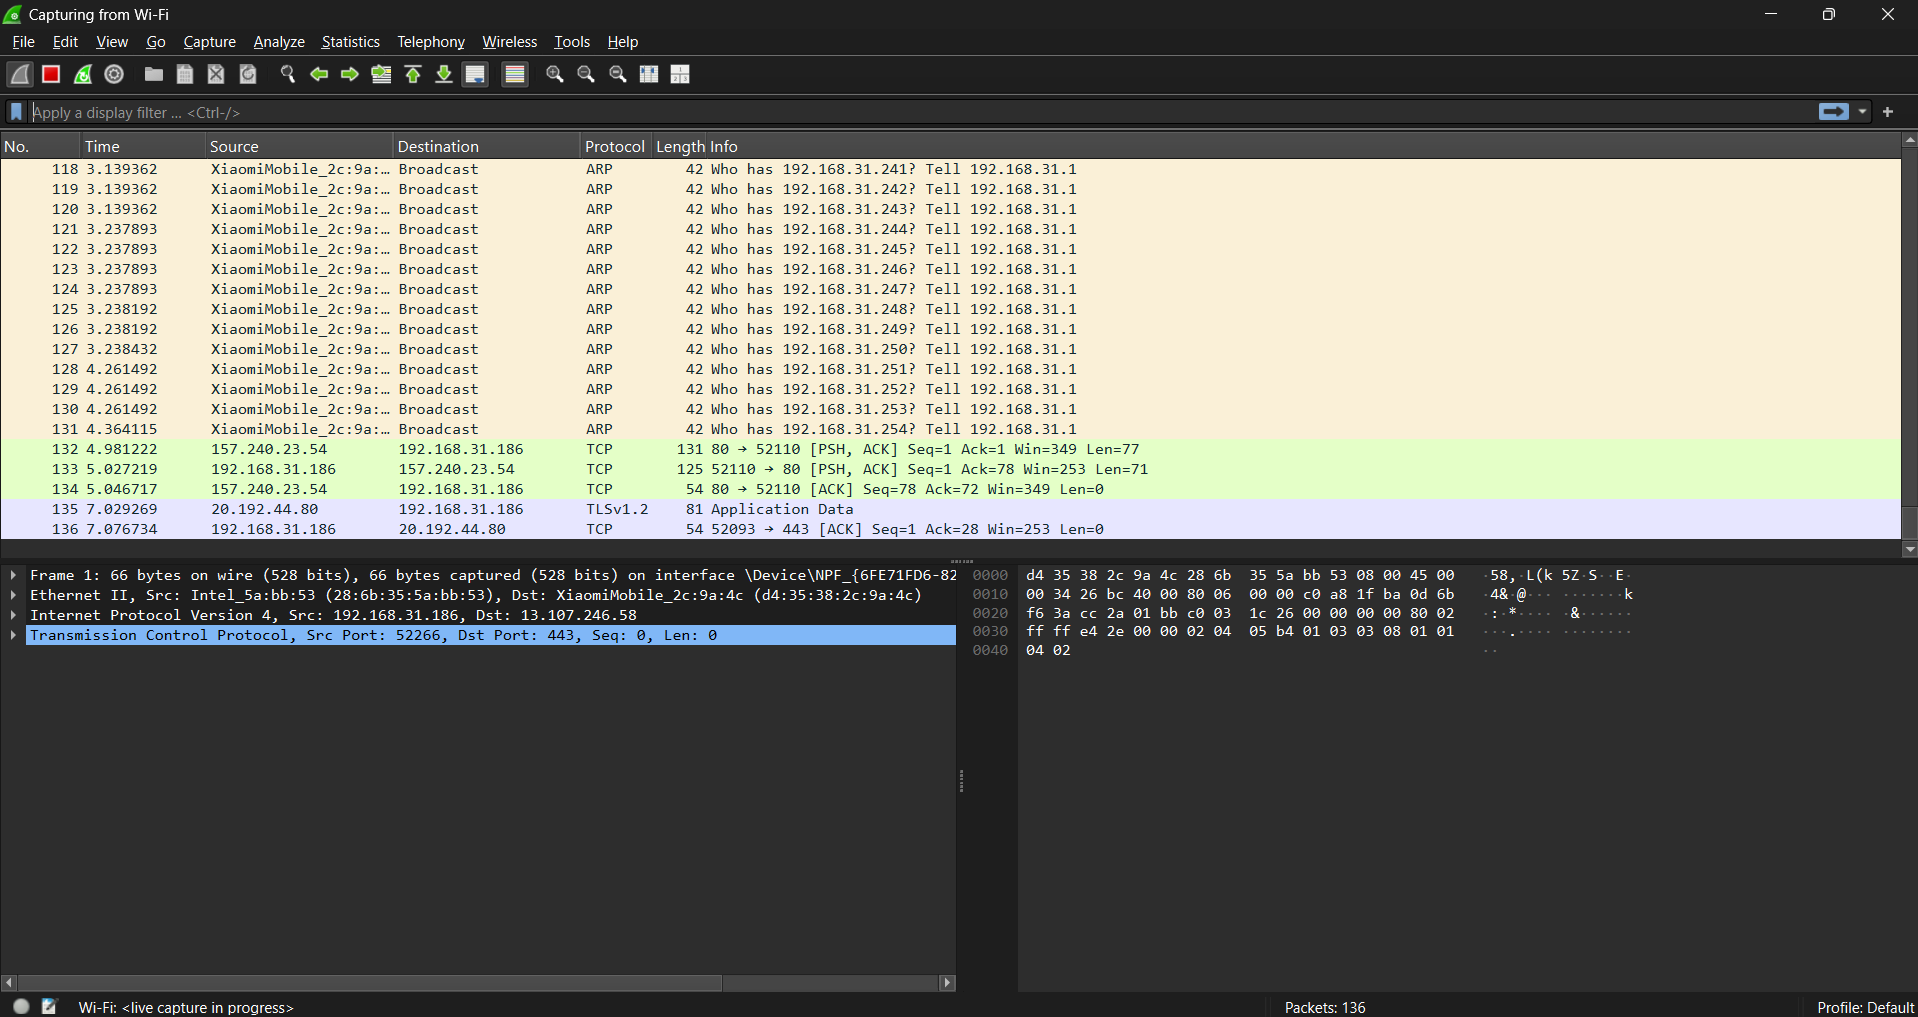 Capturing from Wi-Fi
File Edit View Go Capture Analyze Statistics Telephony Wireless Tools Help
Apply a display filter ... <Ctrl-/>
No. Time Source Destination Protocol Length Info
118 3.139362 XiaomiMobile_2c:9a:… Broadcast ARP 42 Who has 192.168.31.241? Tell 192.168.31.1
119 3.139362 XiaomiMobile_2c:9a:… Broadcast ARP 42 Who has 192.168.31.242? Tell 192.168.31.1
120 3.139362 XiaomiMobile_2c:9a:… Broadcast ARP 42 Who has 192.168.31.243? Tell 192.168.31.1
121 3.237893 XiaomiMobile_2c:9a:… Broadcast ARP 42 Who has 192.168.31.244? Tell 192.168.31.1
122 3.237893 XiaomiMobile_2c:9a:… Broadcast ARP 42 Who has 192.168.31.245? Tell 192.168.31.1
123 3.237893 XiaomiMobile_2c:9a:… Broadcast ARP 42 Who has 192.168.31.246? Tell 192.168.31.1
124 3.237893 XiaomiMobile_2c:9a:… Broadcast ARP 42 Who has 192.168.31.247? Tell 192.168.31.1
125 3.238192 XiaomiMobile_2c:9a:… Broadcast ARP 42 Who has 192.168.31.248? Tell 192.168.31.1
126 3.238192 XiaomiMobile_2c:9a:… Broadcast ARP 42 Who has 192.168.31.249? Tell 192.168.31.1
127 3.238432 XiaomiMobile_2c:9a:… Broadcast ARP 42 Who has 192.168.31.250? Tell 192.168.31.1
128 4.261492 XiaomiMobile_2c:9a:… Broadcast ARP 42 Who has 192.168.31.251? Tell 192.168.31.1
129 4.261492 XiaomiMobile_2c:9a:… Broadcast ARP 42 Who has 192.168.31.252? Tell 192.168.31.1
130 4.261492 XiaomiMobile_2c:9a:… Broadcast ARP 42 Who has 192.168.31.253? Tell 192.168.31.1
131 4.364115 XiaomiMobile_2c:9a:… Broadcast ARP 42 Who has 192.168.31.254? Tell 192.168.31.1
132 4.981222 157.240.23.54 192.168.31.186 TCP 131 80 → 52110 [PSH, ACK] Seq=1 Ack=1 Win=349 Len=77
133 5.027219 192.168.31.186 157.240.23.54 TCP 125 52110 → 80 [PSH, ACK] Seq=1 Ack=78 Win=253 Len=71
134 5.046717 157.240.23.54 192.168.31.186 TCP 54 80 → 52110 [ACK] Seq=78 Ack=72 Win=349 Len=0
135 7.029269 20.192.44.80 192.168.31.186 TLSv1.2 81 Application Data
136 7.076734 192.168.31.186 20.192.44.80 TCP 54 52093 → 443 [ACK] Seq=1 Ack=28 Win=253 Len=0
Frame 1: 66 bytes on wire (528 bits), 66 bytes captured (528 bits) on interface \Device\NPF_{6FE71FD6-82
Ethernet II, Src: Intel_5a:bb:53 (28:6b:35:5a:bb:53), Dst: XiaomiMobile_2c:9a:4c (d4:35:38:2c:9a:4c)
Internet Protocol Version 4, Src: 192.168.31.186, Dst: 13.107.246.58
Transmission Control Protocol, Src Port: 52266, Dst Port: 443, Seq: 0, Len: 0
0000 d4 35 38 2c 9a 4c 28 6b 35 5a bb 53 08 00 45 00 ·58,·L(k 5Z·S··E·
0010 00 34 26 bc 40 00 80 06 00 00 c0 a8 1f ba 0d 6b ·4&·@··· ·······k
0020 f6 3a cc 2a 01 bb c0 03 1c 26 00 00 00 00 80 02 ·:·*···· ·&······
0030 ff ff e4 2e 00 00 02 04 05 b4 01 03 03 08 01 01 ···.···· ········
0040 04 02 ··
Wi-Fi: <live capture in progress>
Packets: 136
Profile: Default